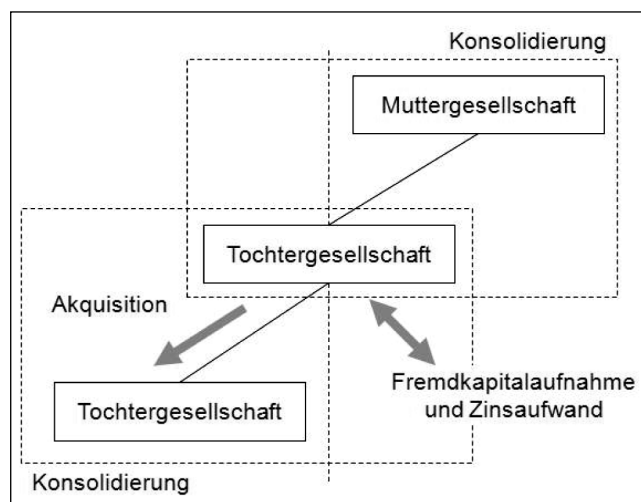 Konsolidierung
Muttergesellschaft
Tochtergesellschaft
Akquisition
Fremdkapitalaufnahme
und Zinsaufwand
Tochtergesellschaft
Konsolidierung